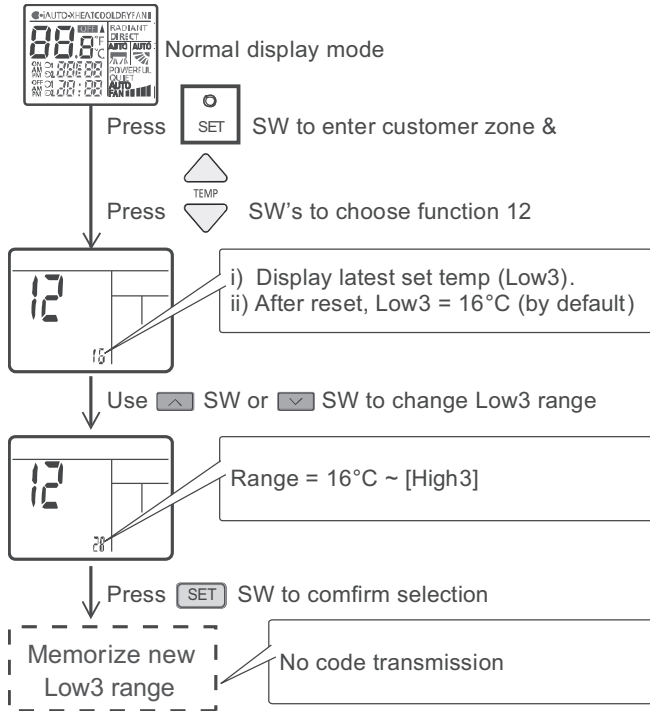 AUTO HEAT COOL DRY FAN
OFF
RADIANT
DIRECT
88.8 °F
°C
AUTO AUTO
ON
AM
PM
88:88
POWERFUL
QUIET
OFF
AM
PM
AUTO
FAN
Normal display mode
Press SET SW to enter customer zone &
TEMP
Press SW's to choose function 12
12
16
i) Display latest set temp (Low3).
ii) After reset, Low3 = 16°C (by default)
Use SW or SW to change Low3 range
12
28
Range = 16°C ~ [High3]
Press SET SW to comfirm selection
Memorize new
Low3 range
No code transmission